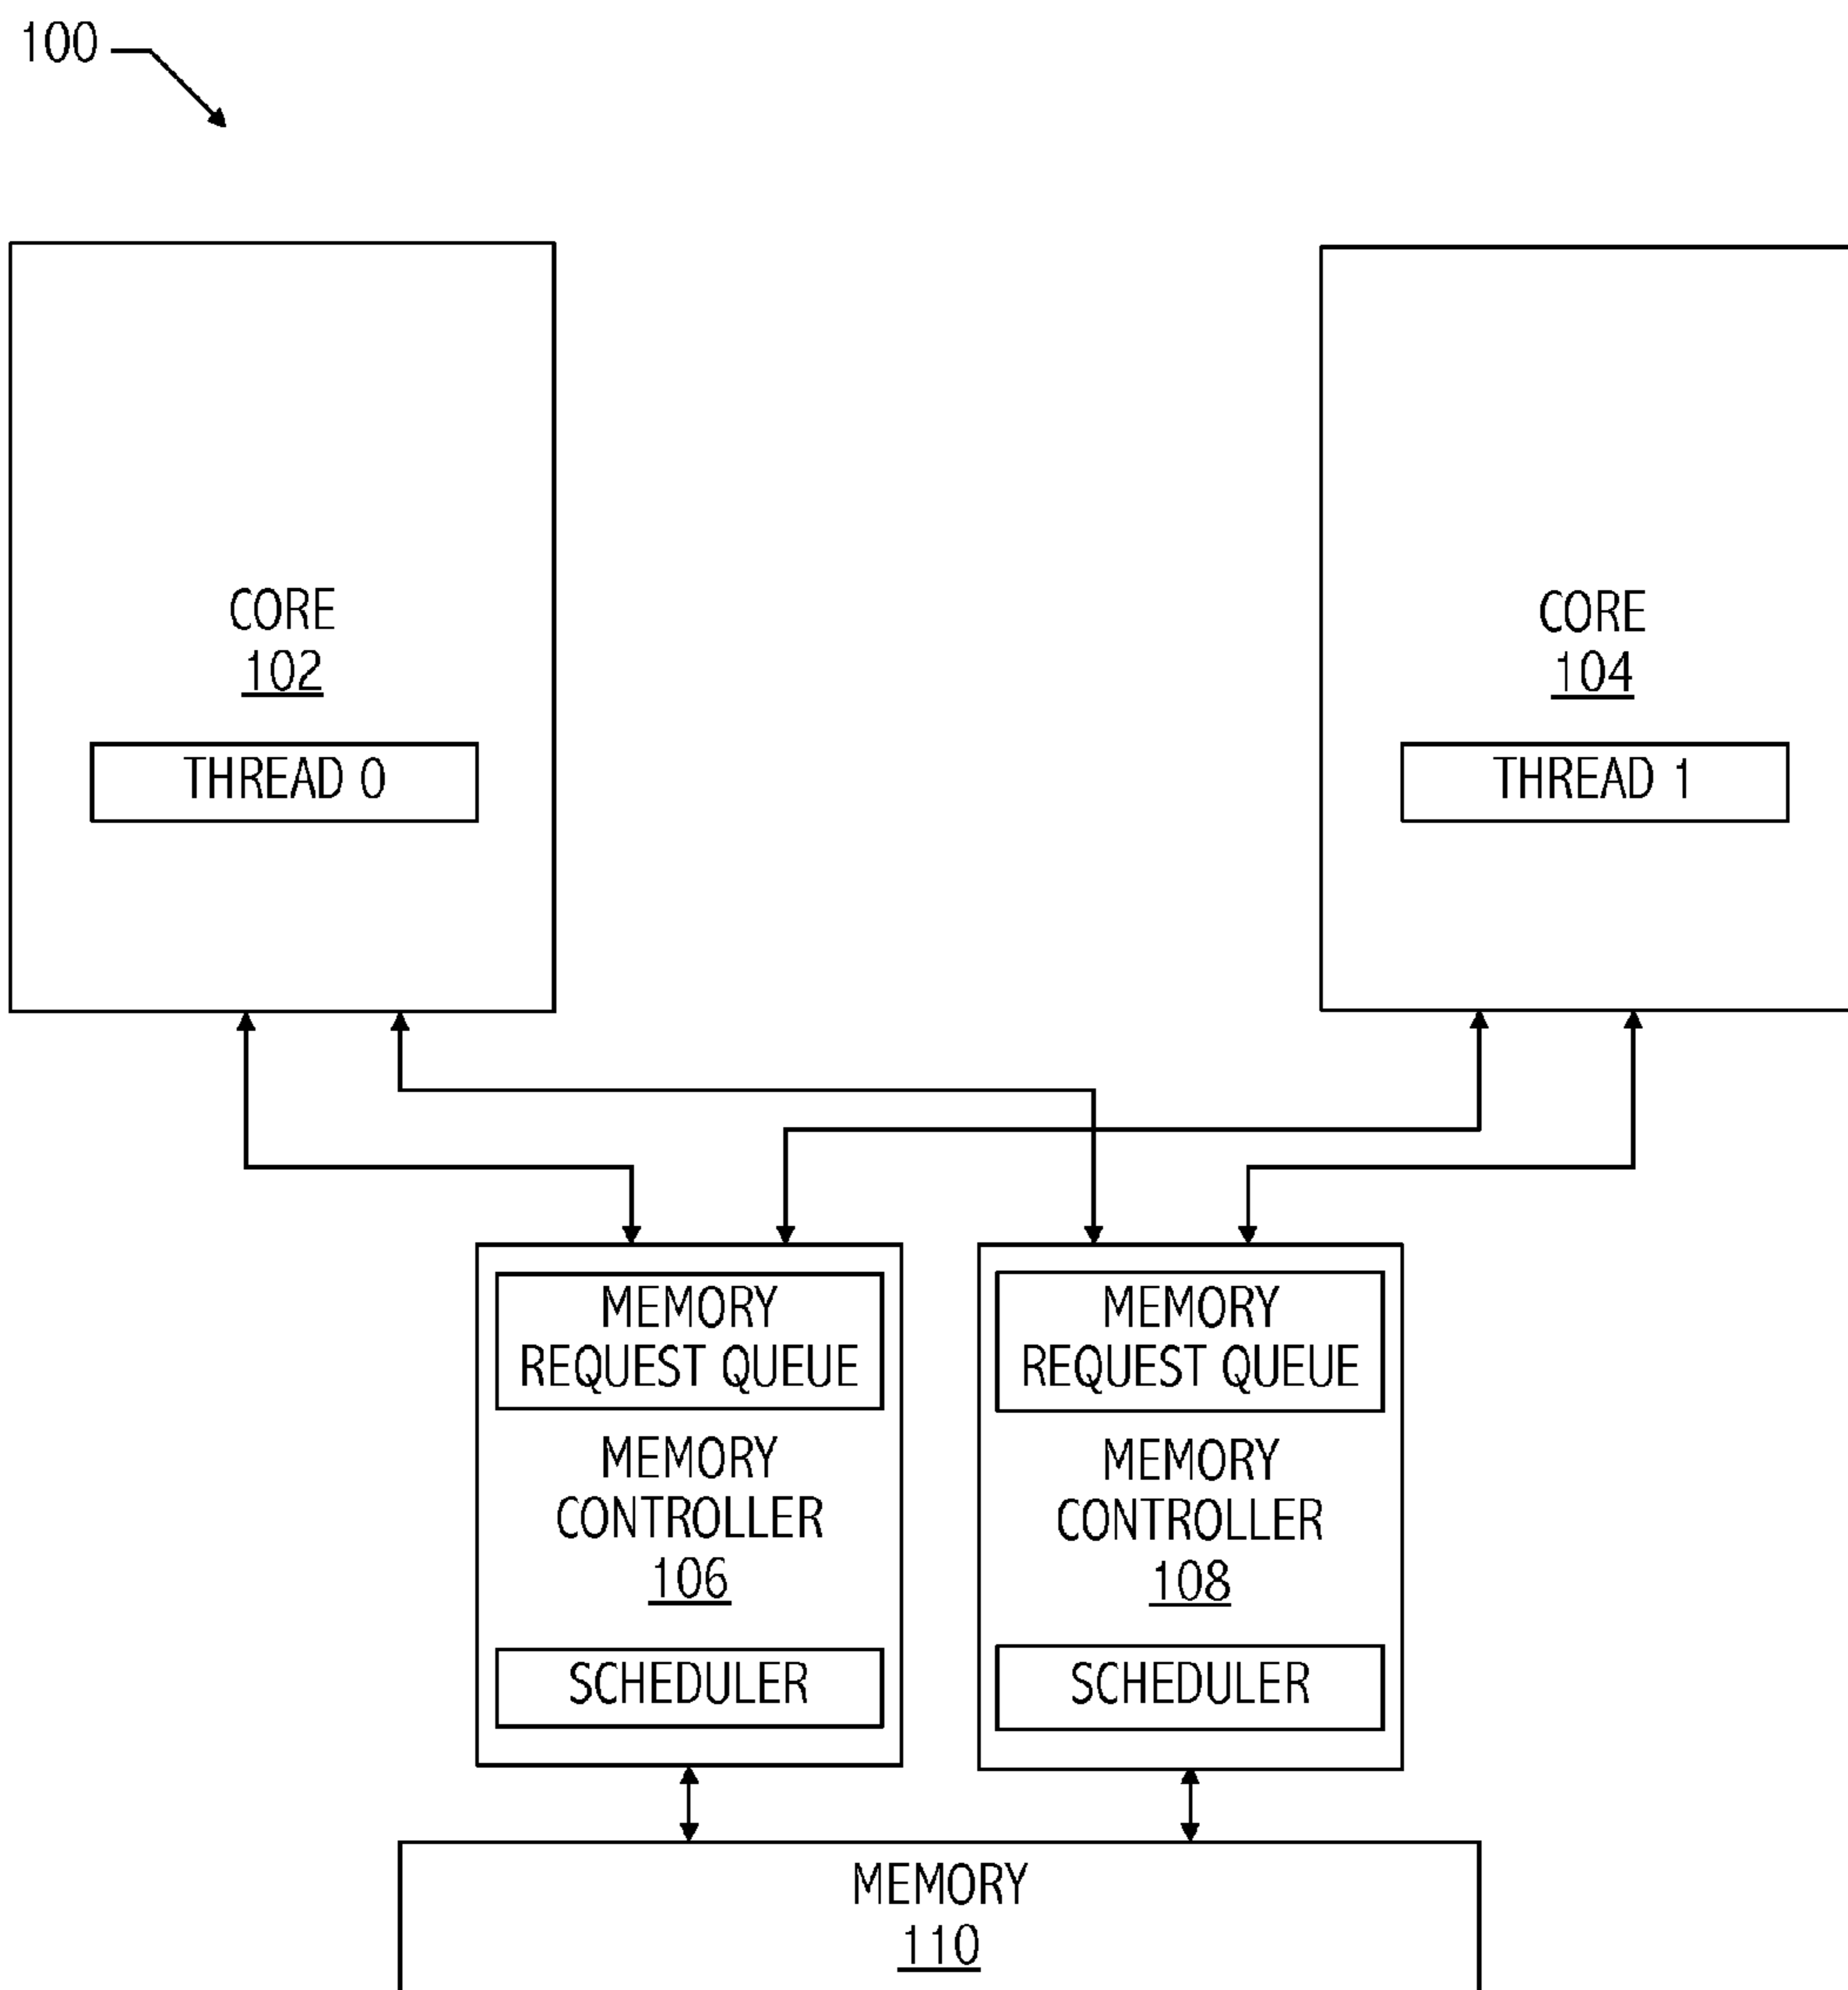 100
CORE
102
THREAD 0
CORE
104
THREAD 1
MEMORY
REQUEST QUEUE
MEMORY
CONTROLLER
106
SCHEDULER
MEMORY
REQUEST QUEUE
MEMORY
CONTROLLER
108
SCHEDULER
MEMORY
110